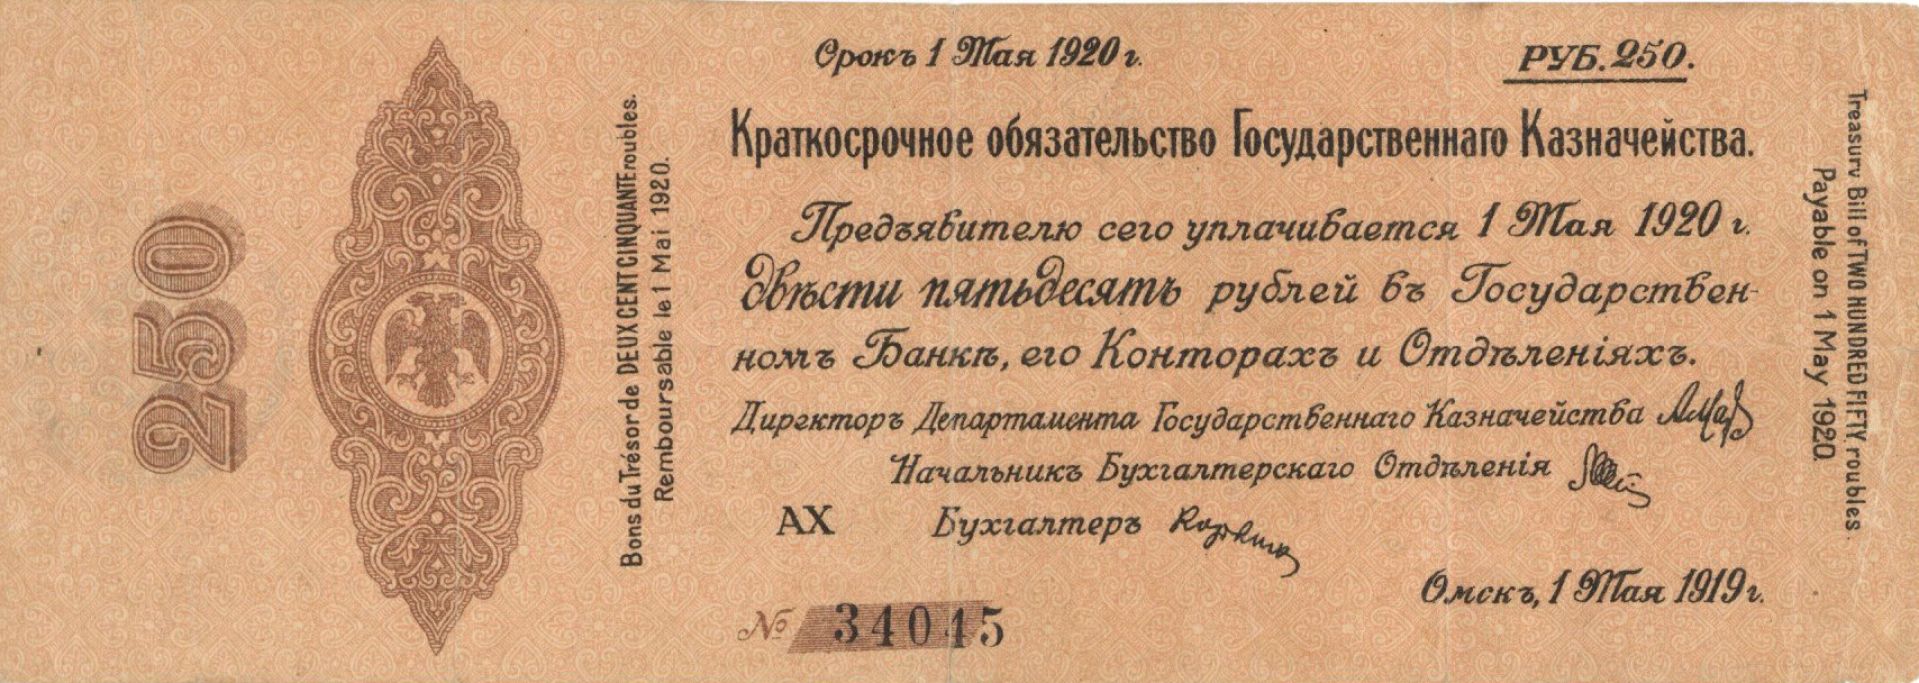 250
Bons du Trésor de DEUX CENT CINQUANTE roubles.
Remboursable le 1 Mai 1920.
Срокъ 1 Мая 1920 г.
РУБ. 250.
Краткосрочное обязательство Государственнаго Казначейства.
Предъявителю сего уплачивается 1 Мая 1920 г.
двѣсти пятьдесятъ рублей въ Государствен-
номъ Банкѣ, его Конторахъ и Отдѣленіяхъ.
Директоръ Департамента Государственнаго Казначейства
Начальникъ Бухгалтерскаго Отдѣленія
АХ Бухгалтеръ
Омскъ, 1 Мая 1919 г.
№ 34045
Treasury Bill of TWO HUNDRED FIFTY roubles.
Payable on 1 May 1920.